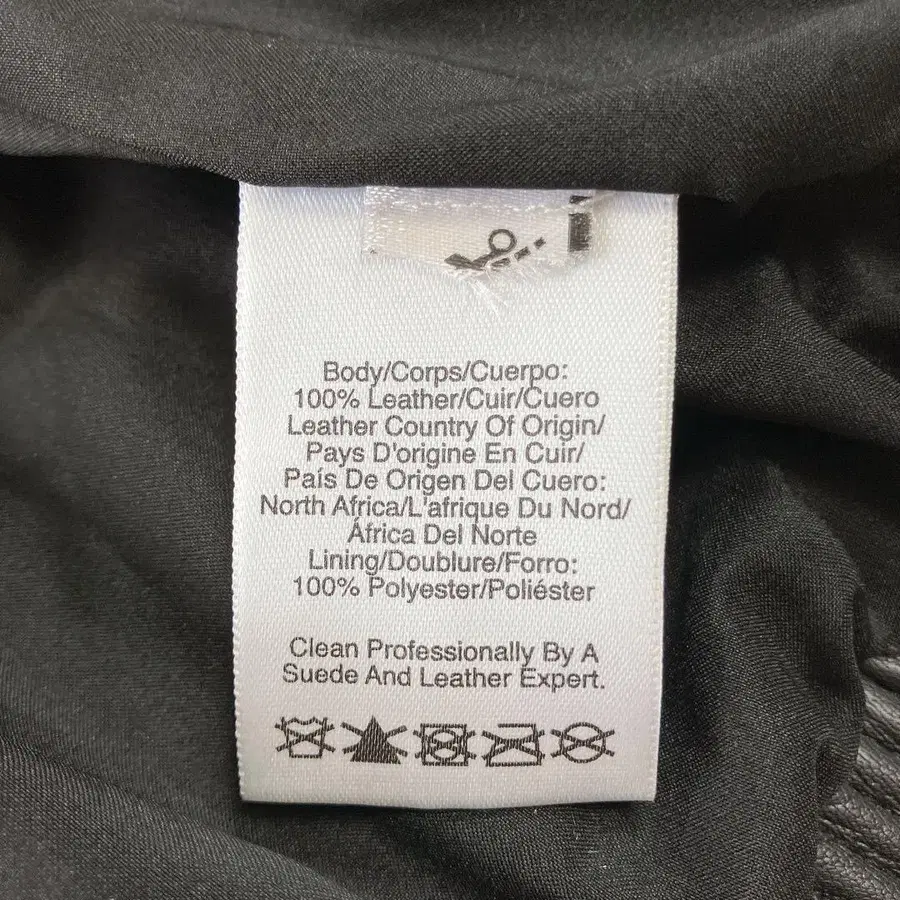 Body/Corps/Cuerpo:
100% Leather/Cuir/Cuero
Leather Country Of Origin/
Pays D'origine En Cuir/
País De Origen Del Cuero:
North Africa/L'afrique Du Nord/
África Del Norte
Lining/Doublure/Forro:
100% Polyester/Poliéster
Clean Professionally By A
Suede And Leather Expert.